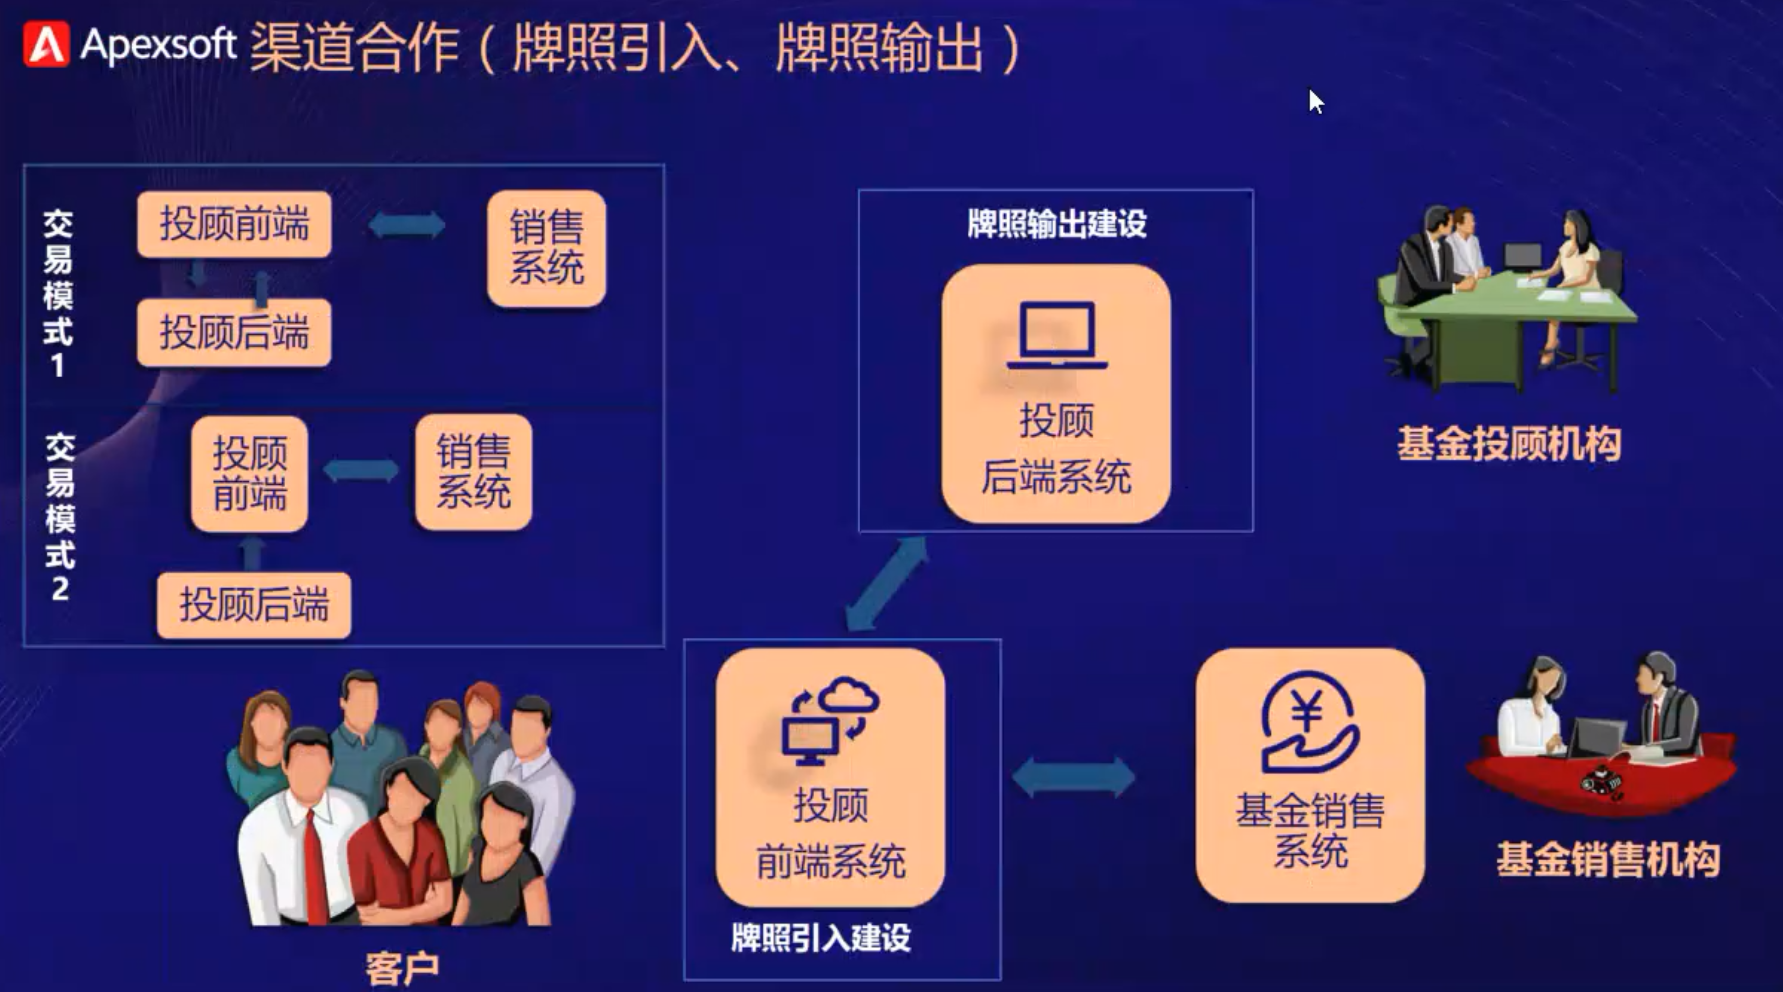 Apexsoft 渠道合作（牌照引入、牌照输出）
交易模式1
投顾前端
销售
系统
投顾后端
交易模式2
投顾
前端
销售
系统
投顾后端
客户
牌照输出建设
投顾
后端系统
基金投顾机构
投顾
前端系统
牌照引入建设
基金销售
系统
基金销售机构